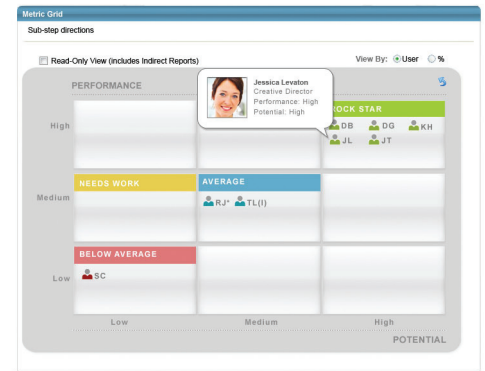 Metric Grid
Sub-step directions
Read-Only View (includes Indirect Reports)
View By: User %
PERFORMANCE
Jessica Levaton
Creative Director
Performance: High
Potential: High
ROCK STAR
High
DB DG KH
JL JT
NEEDS WORK
AVERAGE
Medium
RJ* TL(I)
BELOW AVERAGE
Low
SC
Low Medium High
POTENTIAL